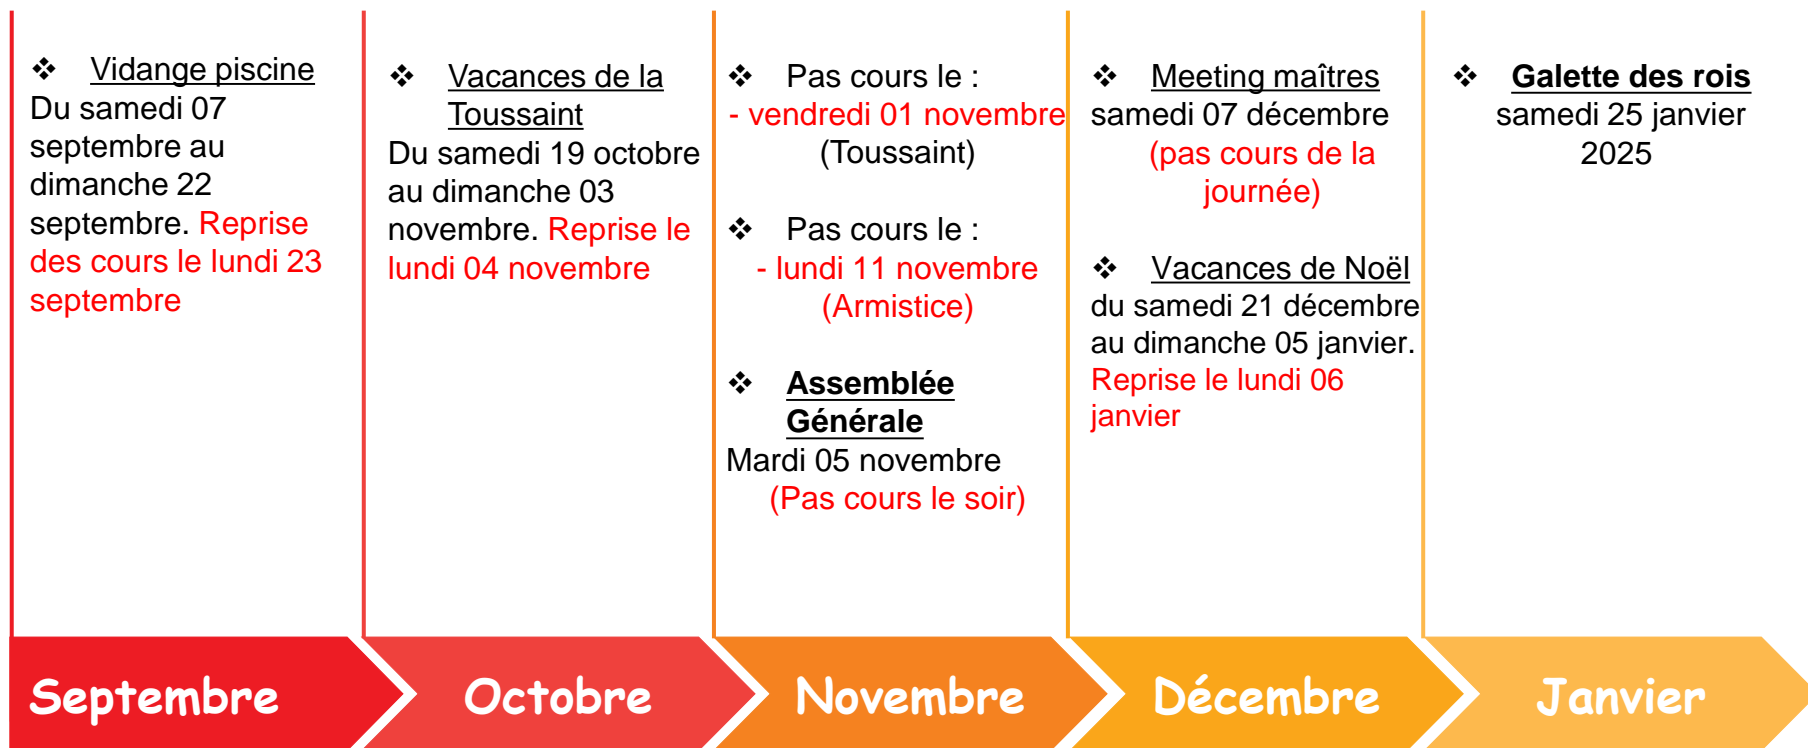 ❖ Vidange piscine
Du samedi 07
septembre au
dimanche 22
septembre. Reprise
des cours le lundi 23
septembre
❖ Vacances de la
Toussaint
Du samedi 19 octobre
au dimanche 03
novembre. Reprise le
lundi 04 novembre
❖ Pas cours le :
- vendredi 01 novembre
(Toussaint)
❖ Pas cours le :
- lundi 11 novembre
(Armistice)
❖ Assemblée
Générale
Mardi 05 novembre
(Pas cours le soir)
❖ Meeting maîtres
samedi 07 décembre
(pas cours de la
journée)
❖ Vacances de Noël
du samedi 21 décembre
au dimanche 05 janvier.
Reprise le lundi 06
janvier
❖ Galette des rois
samedi 25 janvier
2025
Septembre
Octobre
Novembre
Décembre
Janvier